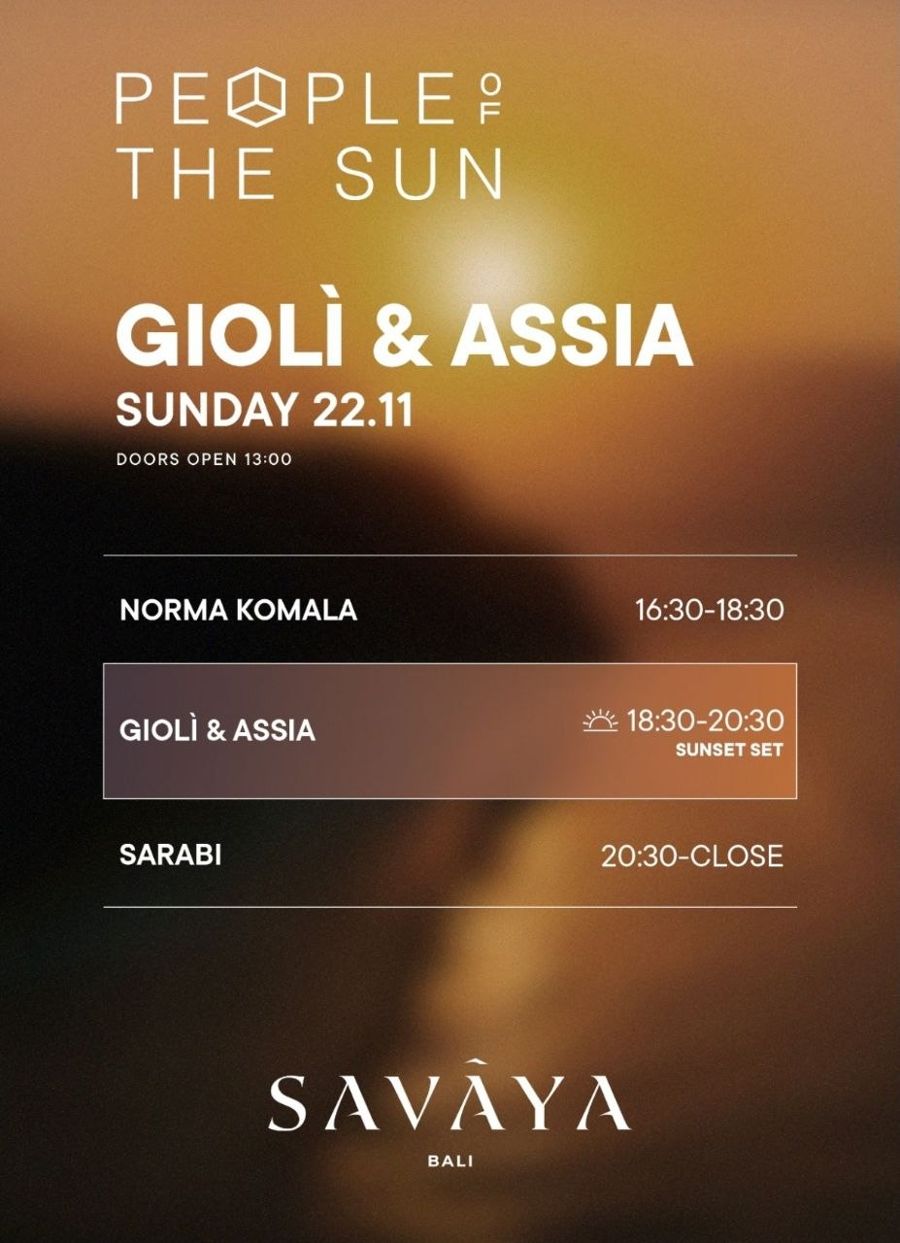 PEOPLE OF
THE SUN
GIOLÌ & ASSIA
SUNDAY 22.11
DOORS OPEN 13:00
NORMA KOMALA 16:30-18:30
GIOLÌ & ASSIA 18:30-20:30
SUNSET SET
SARABI 20:30-CLOSE
SAVÂYA
BALI